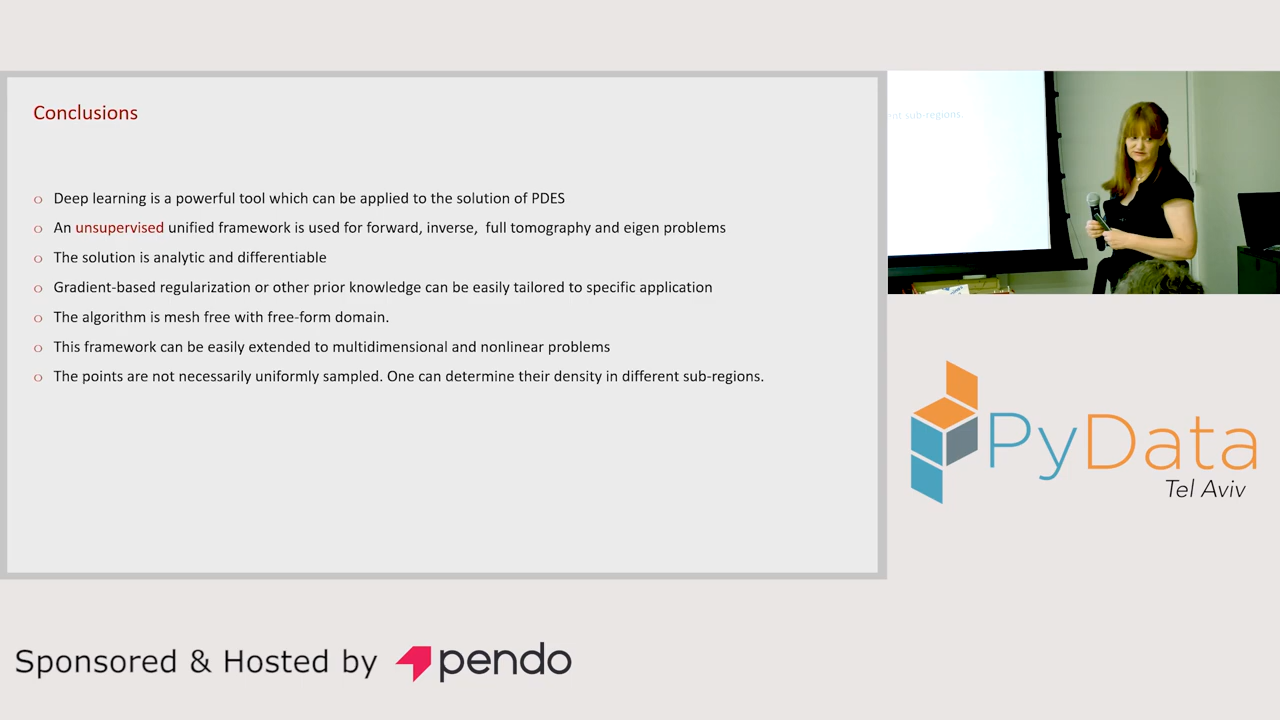 Conclusions
Deep learning is a powerful tool which can be applied to the solution of PDES
An unsupervised unified framework is used for forward, inverse, full tomography and eigen problems
The solution is analytic and differentiable
Gradient-based regularization or other prior knowledge can be easily tailored to specific application
The algorithm is mesh free with free-form domain.
This framework can be easily extended to multidimensional and nonlinear problems
The points are not necessarily uniformly sampled. One can determine their density in different sub-regions.
ent sub-regions.
PyData
Tel Aviv
Sponsored & Hosted by pendo